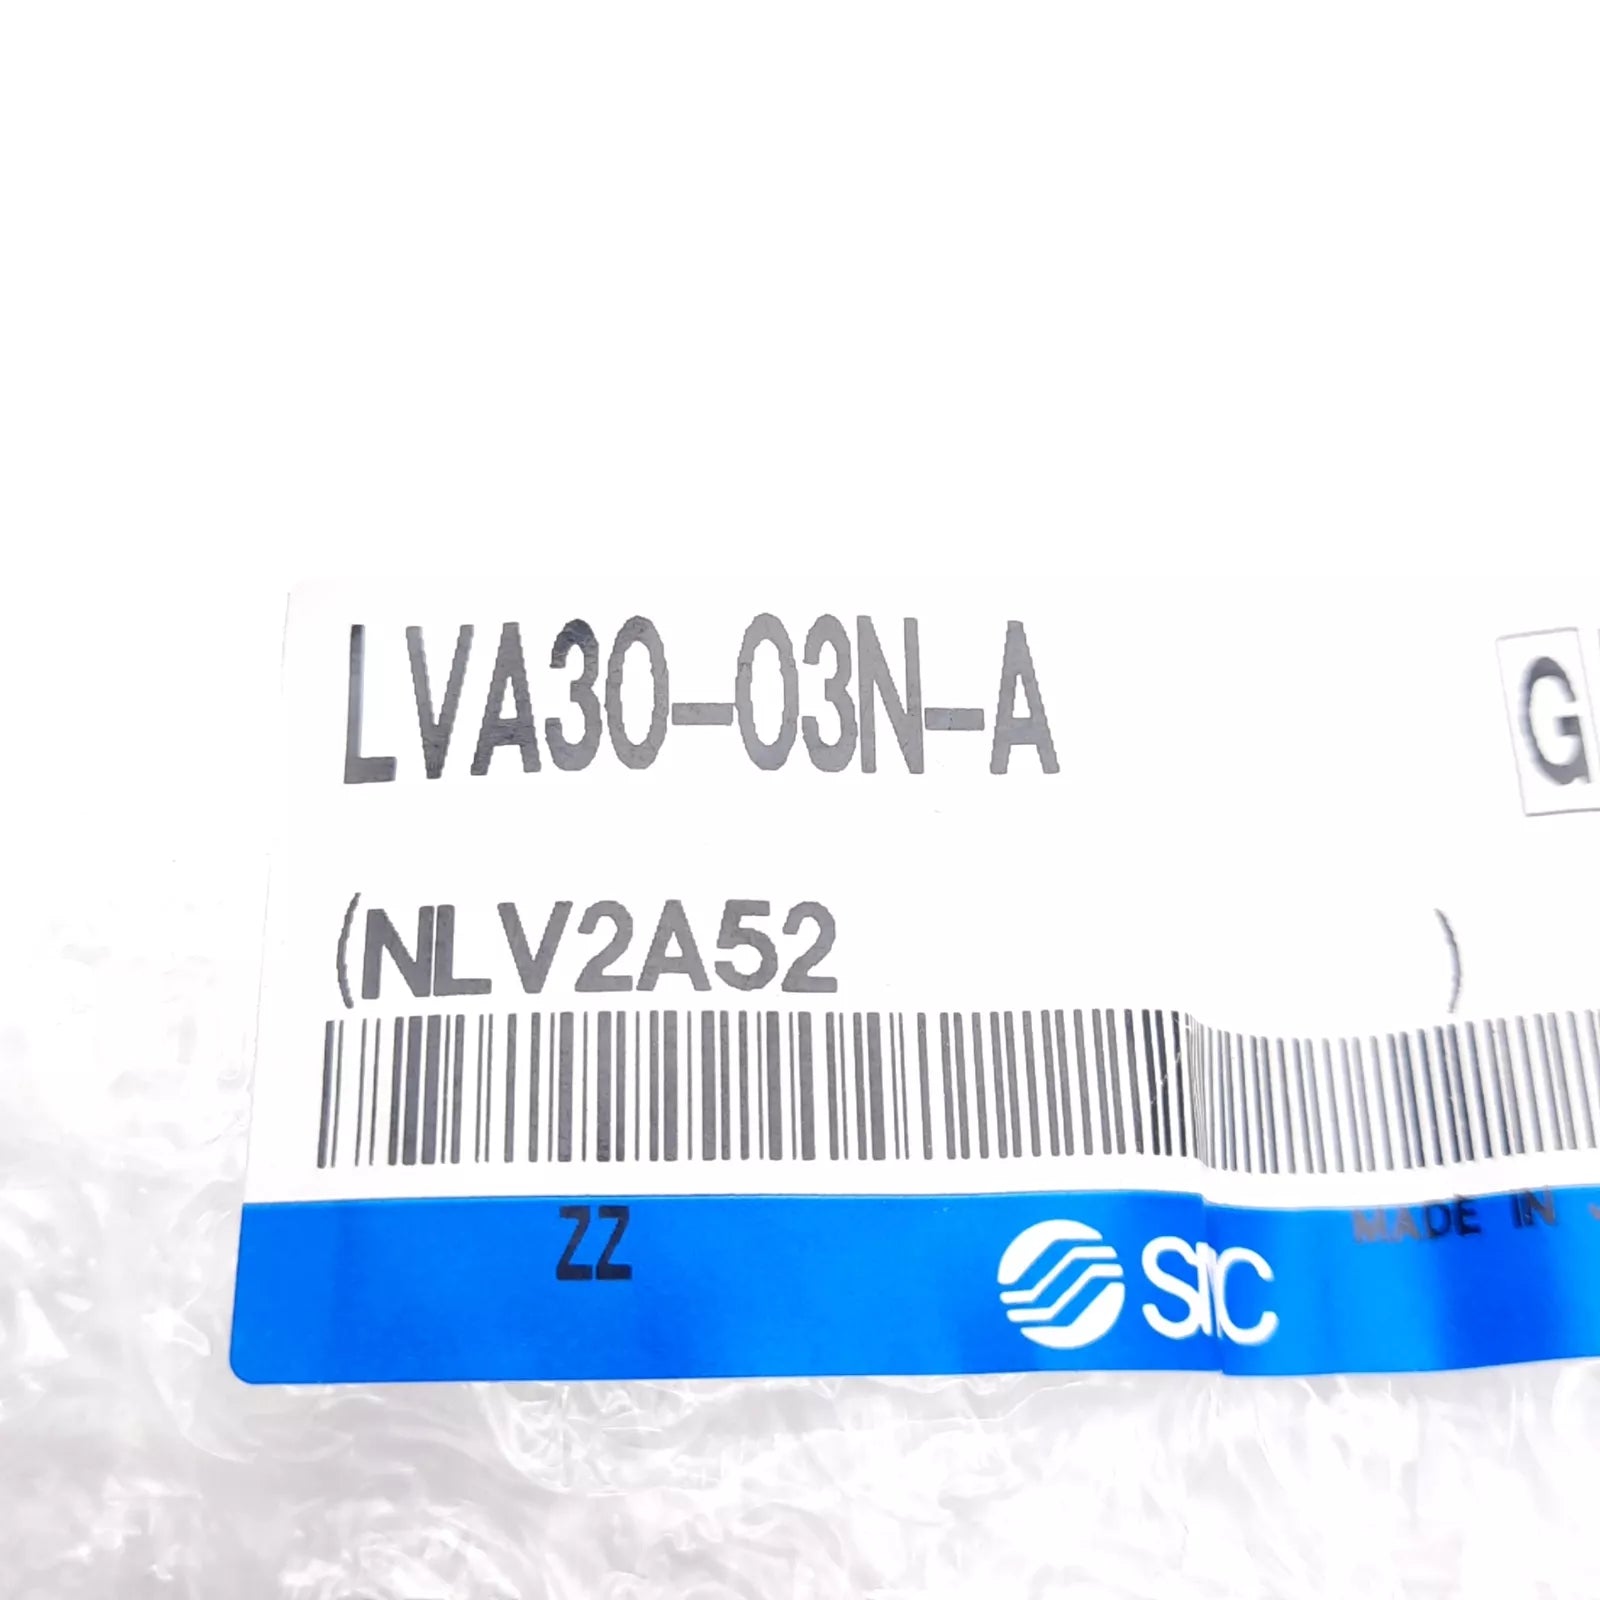 LVA30-03N-A
G
(NLV2A52 )
ZZ
SMC
MADE IN